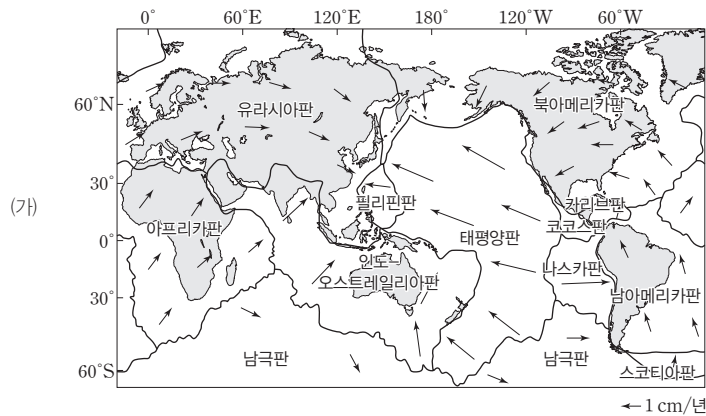 0° 60°E 120°E 180° 120°W 60°W
60°N
30°
0°
30°
60°S
(가)
유라시아판
북아메리카판
필리핀판
카리브판
아프리카판
코코스판
태평양판
인도-
오스트레일리아판
나스카판
남아메리카판
남극판
남극판
스코티아판
1 cm/년